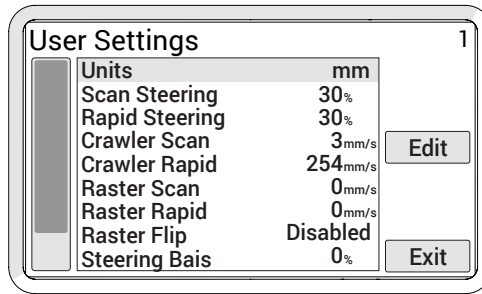 User Settings 1
Units mm
Scan Steering 30%
Rapid Steering 30%
Crawler Scan 3mm/s
Crawler Rapid 254mm/s
Raster Scan 0mm/s
Raster Rapid 0mm/s
Raster Flip Disabled
Steering Bais 0%
Edit
Exit